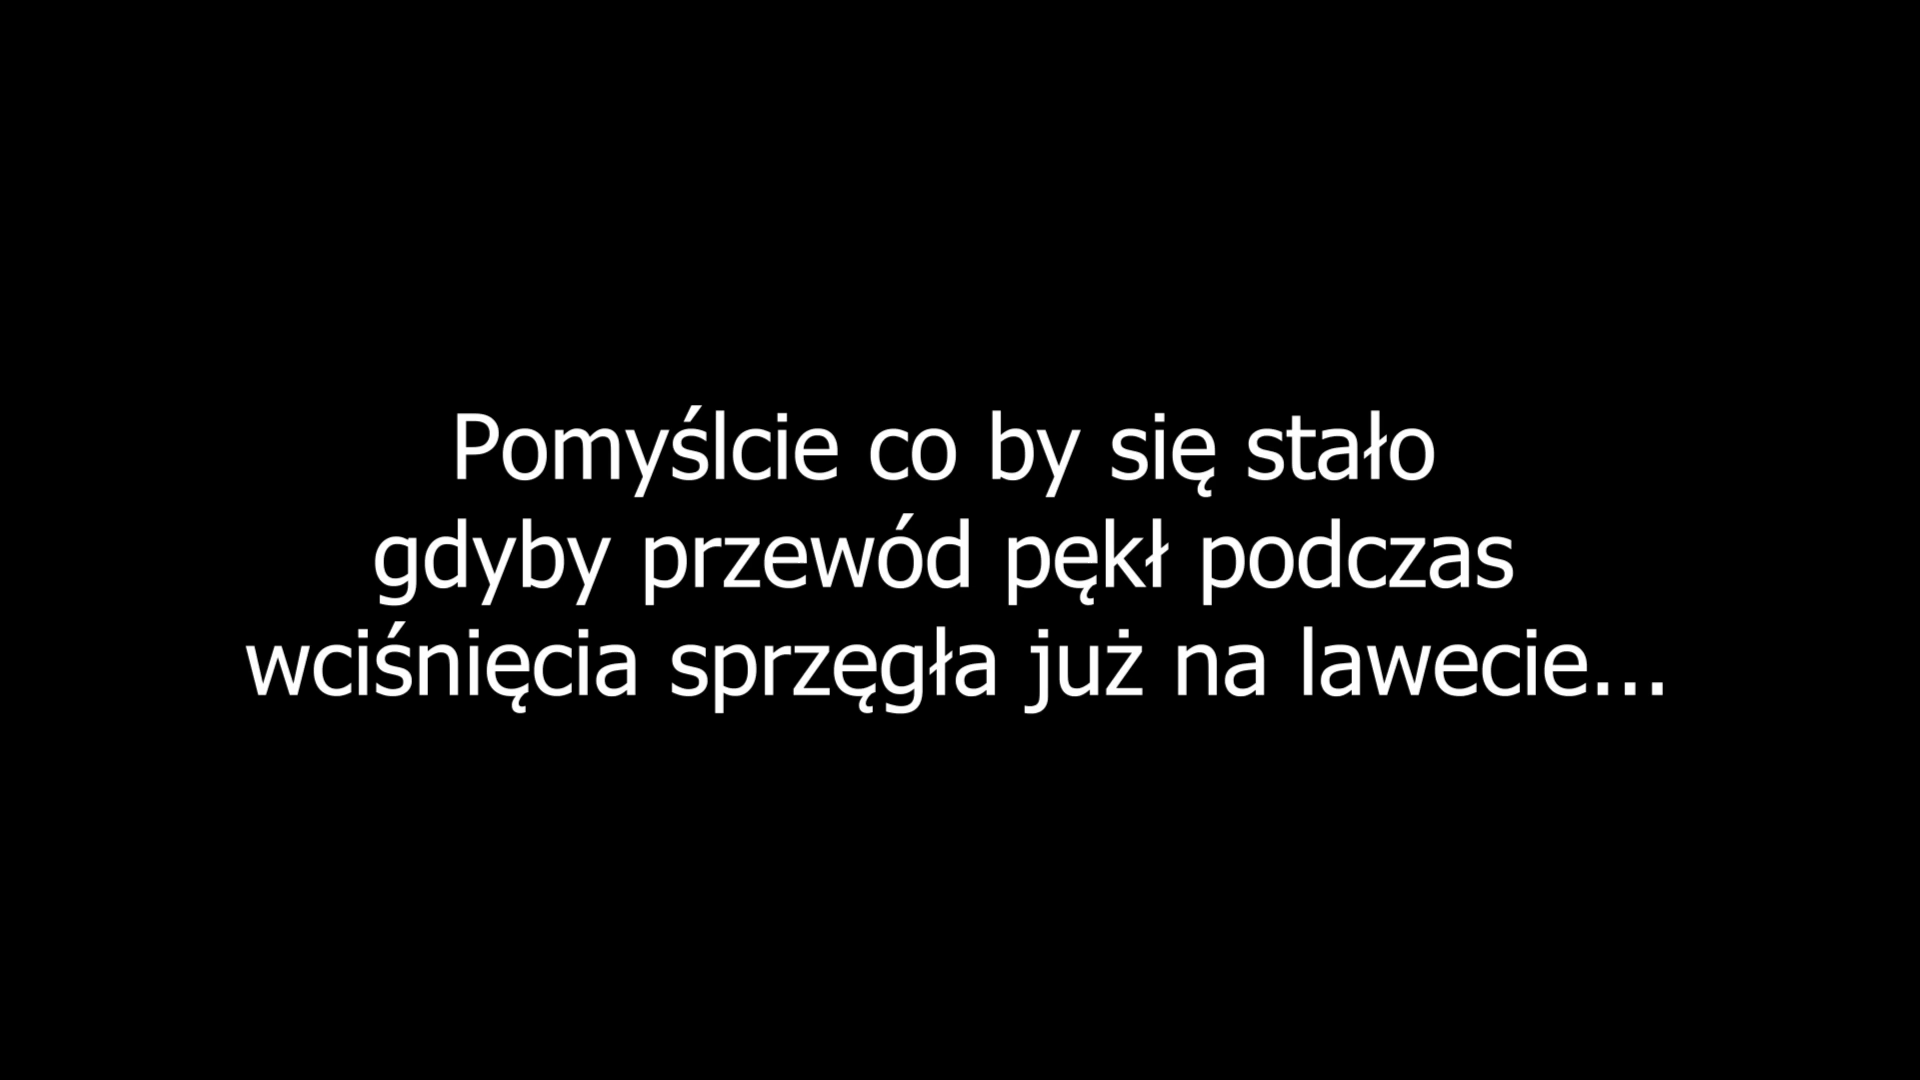 Pomyślcie co by się stało
gdyby przewód pękł podczas
wciśnięcia sprzęgła już na lawecie...